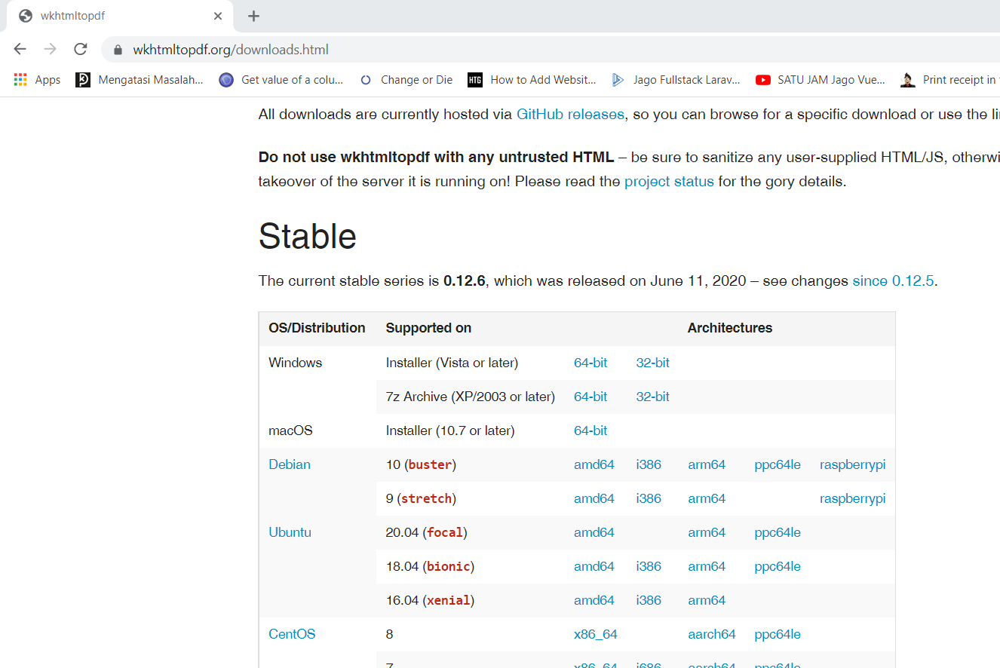 wkhtmltopdf
wkhtmltopdf.org/downloads.html
Apps Mengatasi Masalah... Get value of a colu... Change or Die HTG How to Add Websit... Jago Fullstack Larav... SATU JAM Jago Vue... Print receipt in
All downloads are currently hosted via GitHub releases, so you can browse for a specific download or use the
Do not use wkhtmltopdf with any untrusted HTML – be sure to sanitize any user-supplied HTML/JS,
takeover of the server it is running on! Please read the project status for the gory details.
Stable
The current stable series is 0.12.6, which was released on June 11, 2020 – see changes since 0.12.5.
OS/Distribution Supported on Architectures
Windows Installer (Vista or later) 64-bit 32-bit
7z Archive (XP/2003 or later) 64-bit 32-bit
macOS Installer (10.7 or later) 64-bit
Debian 10 (buster) amd64 i386 arm64 ppc64le raspberrypi
9 (stretch) amd64 i386 arm64 raspberrypi
Ubuntu 20.04 (focal) amd64 arm64 ppc64le
18.04 (bionic) amd64 i386 arm64 ppc64le
16.04 (xenial) amd64 i386 arm64
CentOS 8 x86_64 aarch64 ppc64le
7 x86_64 i686 aarch64 ppc64le